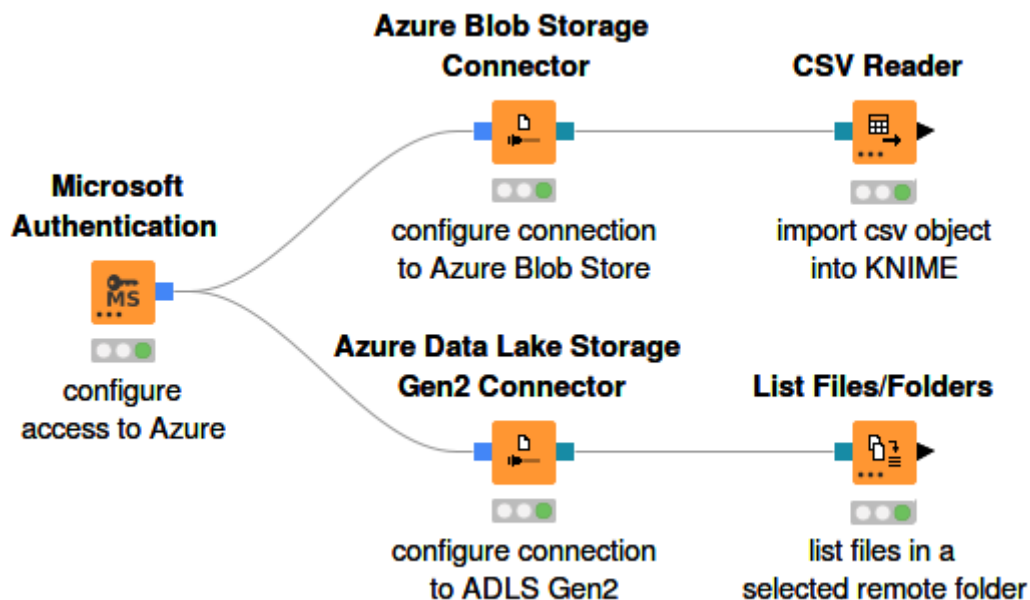 Azure Blob Storage
Connector
CSV Reader
configure connection
to Azure Blob Store
import csv object
into KNIME
Microsoft
Authentication
MS
configure
access to Azure
Azure Data Lake Storage
Gen2 Connector
List Files/Folders
configure connection
to ADLS Gen2
list files in a
selected remote folder